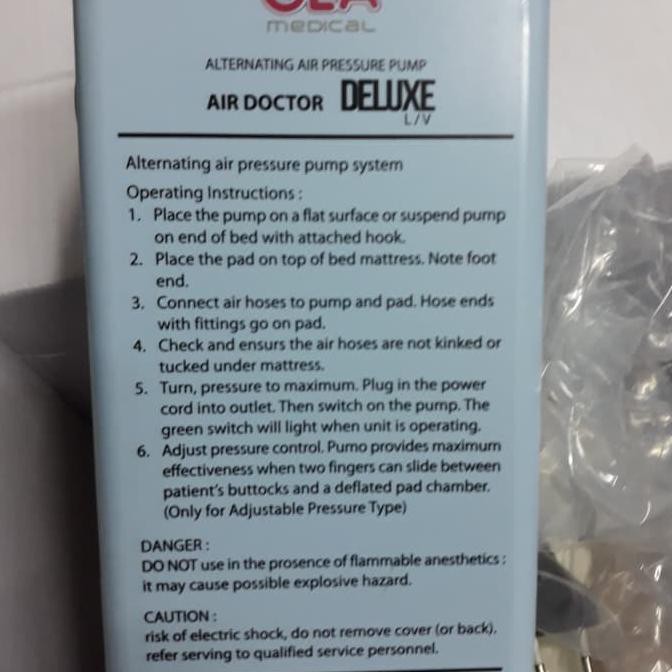 medical
ALTERNATING AIR PRESSURE PUMP
AIR DOCTOR DELUXE
L/V
Alternating air pressure pump system
Operating Instructions :
1. Place the pump on a flat surface or suspend pump
on end of bed with attached hook.
2. Place the pad on top of bed mattress. Note foot
end.
3. Connect air hoses to pump and pad. Hose ends
with fittings go on pad.
4. Check and ensurs the air hoses are not kinked or
tucked under mattress.
5. Turn, pressure to maximum. Plug in the power
cord into outlet. Then switch on the pump. The
green switch will light when unit is operating.
6. Adjust pressure control. Pumo provides maximum
effectiveness when two fingers can slide between
patient's buttocks and a deflated pad chamber.
(Only for Adjustable Pressure Type)
DANGER :
DO NOT use in the prosence of flammable anesthetics :
it may cause possible explosive hazard.
CAUTION :
risk of electric shock, do not remove cover (or back).
refer serving to qualified service personnel.